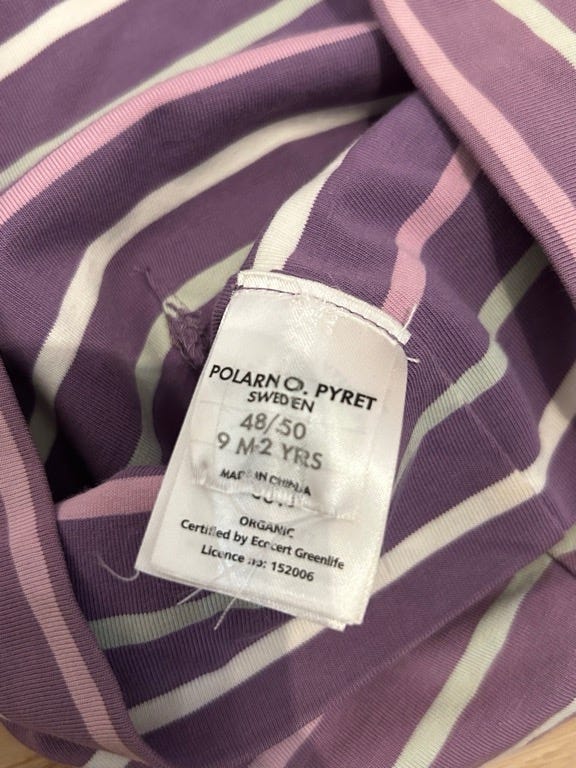 POLARN O. PYRET
SWEDEN
48/50
9 M-2 YRS
MADE IN CHINA
ORGANIC
Certified by Ecocert Greenlife
Licence no: 152006